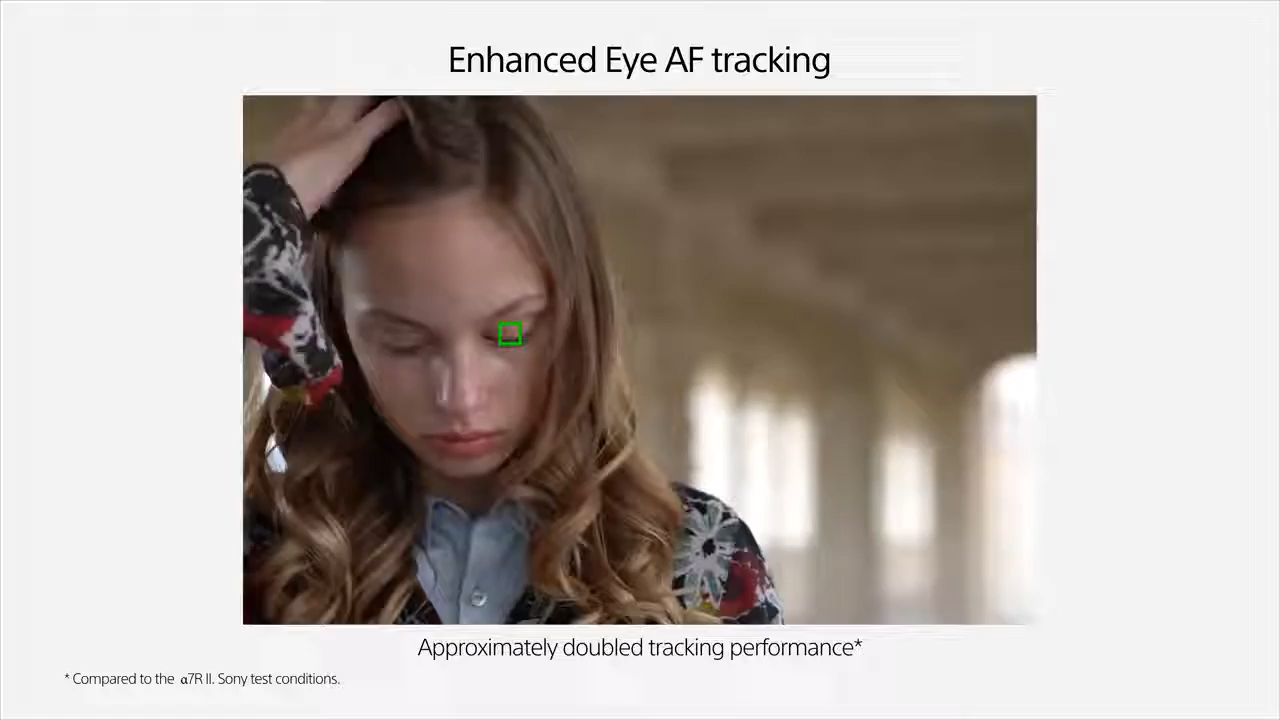 Enhanced Eye AF tracking
Approximately doubled tracking performance*
* Compared to the α7R II. Sony test conditions.